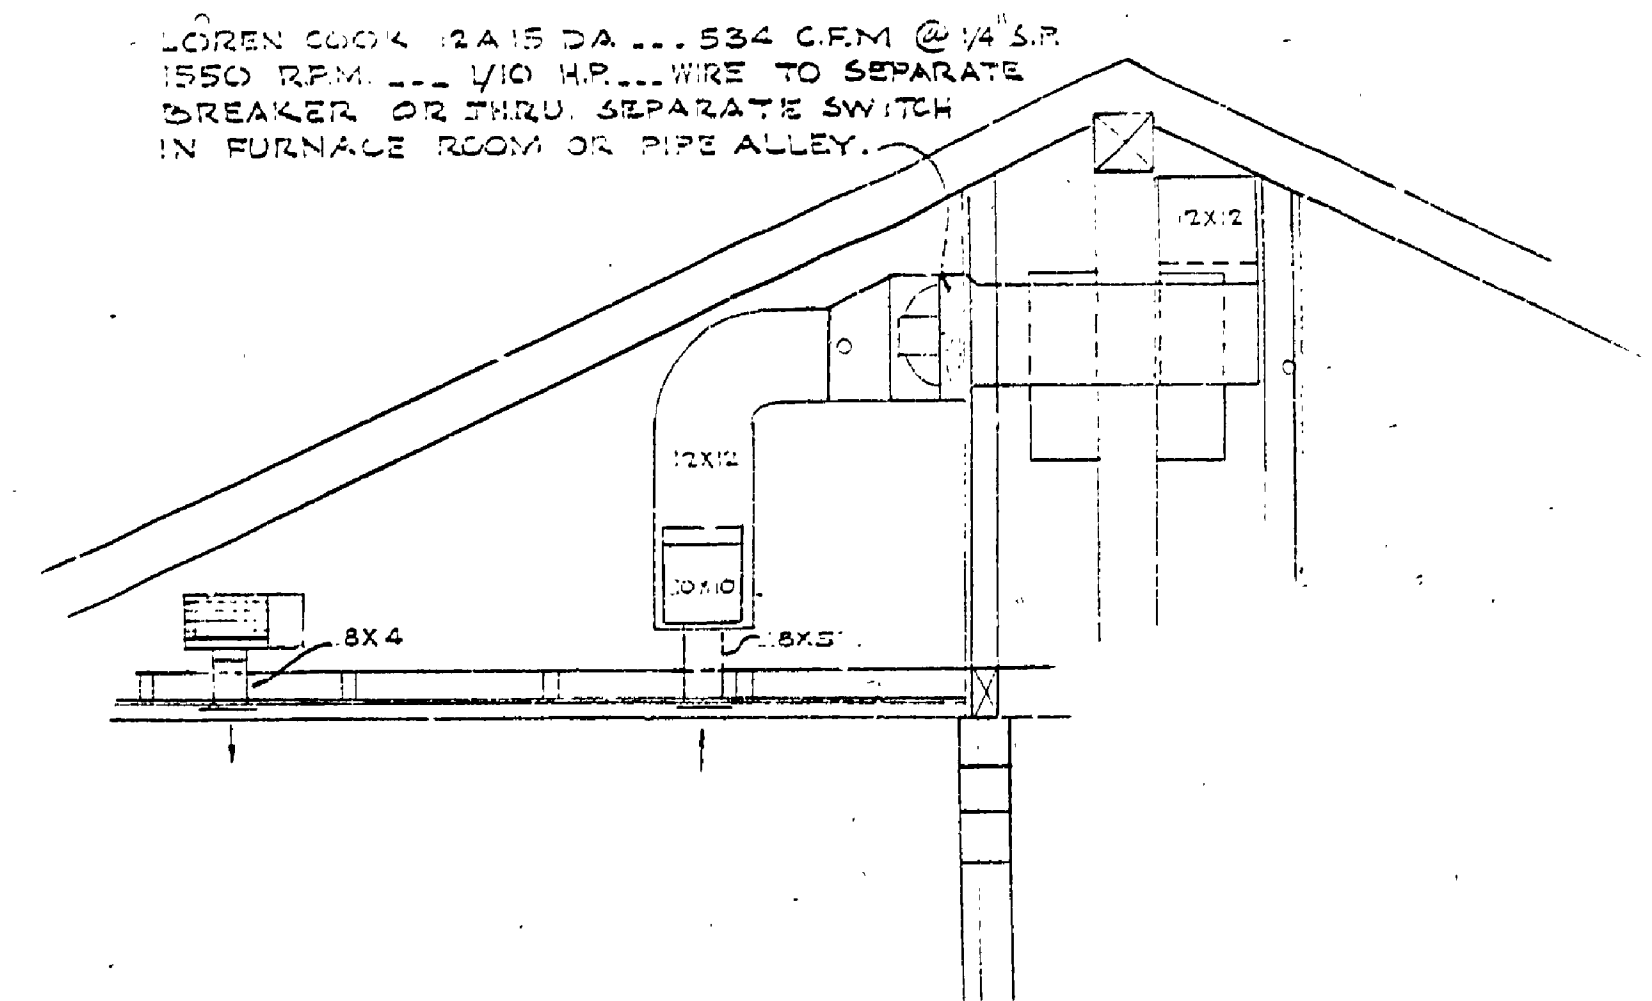 LOREN COOK 12A15 DA ... 534 C.F.M @ 1/4" S.P.
1550 R.P.M. ... 1/10 H.P. ... WIRE TO SEPARATE
BREAKER OR THRU. SEPARATE SWITCH
IN FURNACE ROOM OR PIPE ALLEY.
12X12
12X12
10X10
8X4